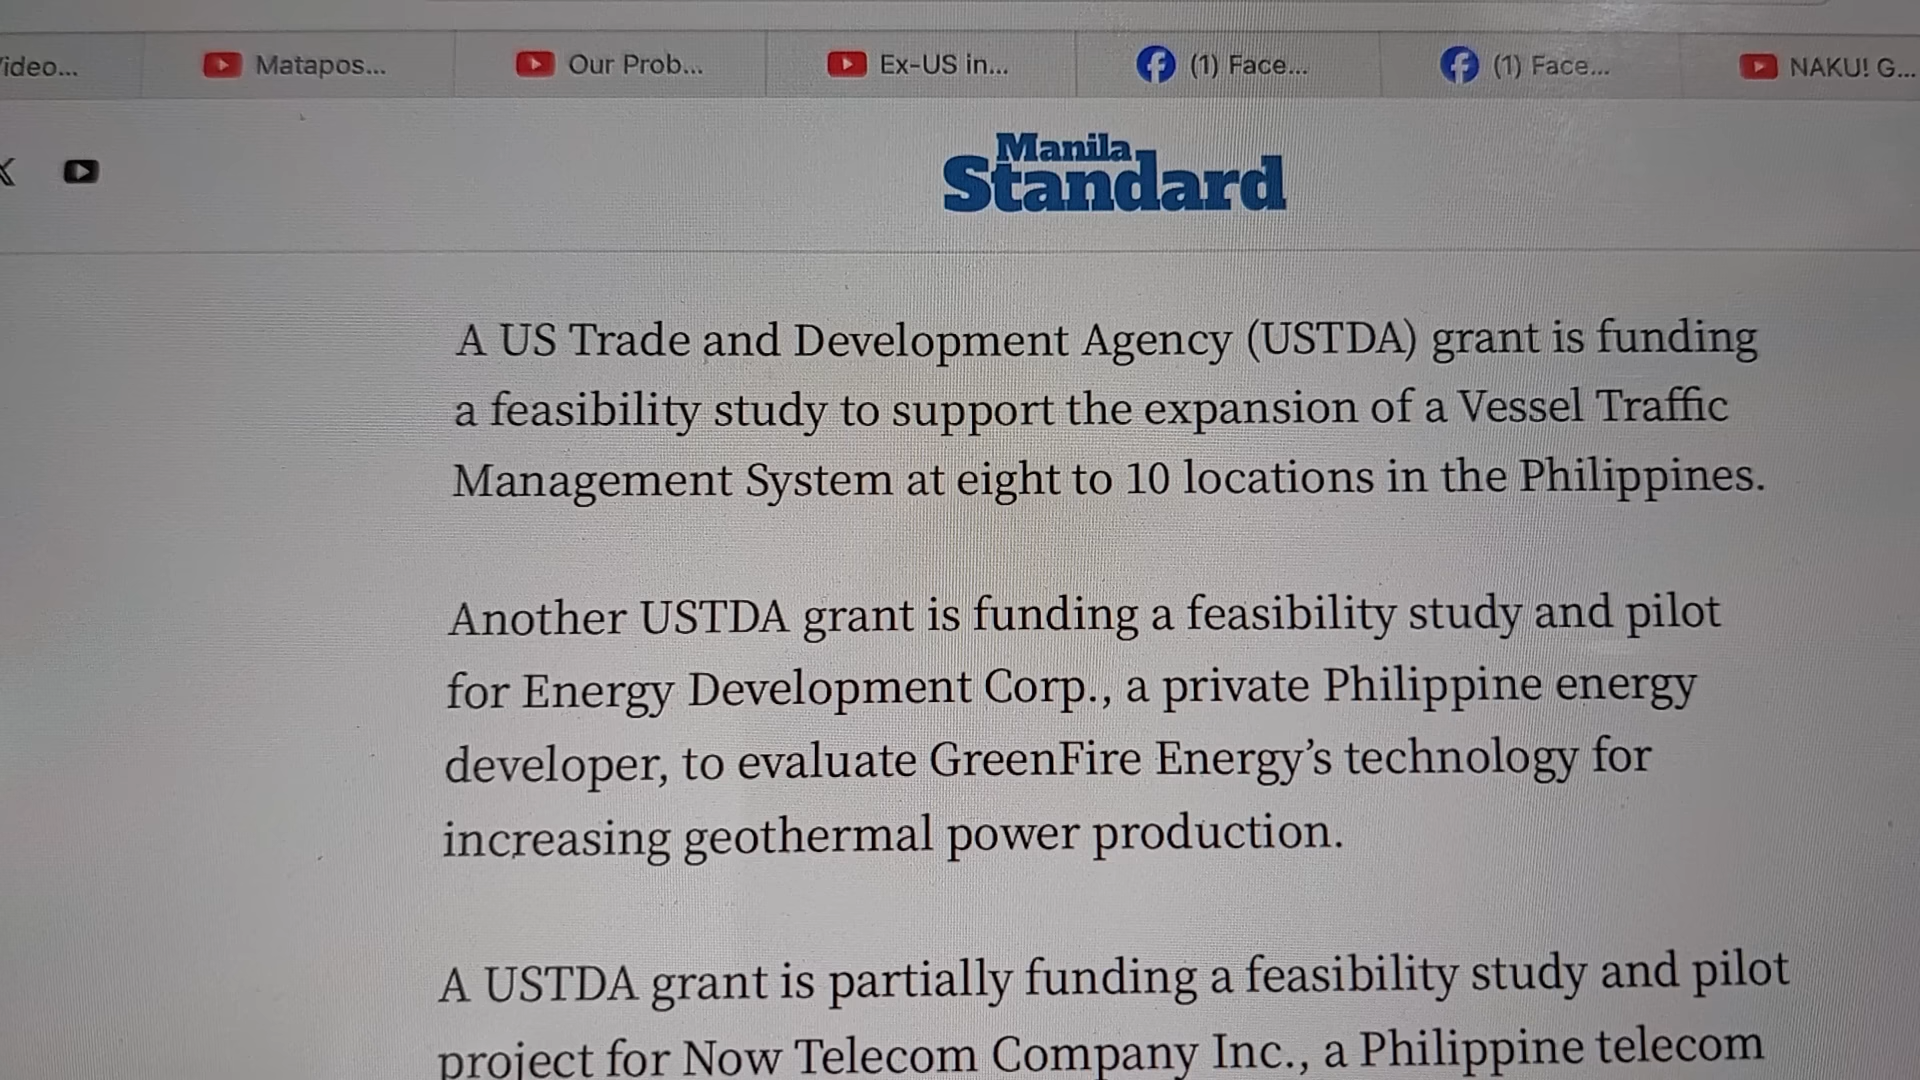 ideo...
Matapos...
Our Prob...
Ex-US in...
(1) Face...
(1) Face...
NAKU! G...
Manila
Standard
A US Trade and Development Agency (USTDA) grant is funding
a feasibility study to support the expansion of a Vessel Traffic
Management System at eight to 10 locations in the Philippines.
Another USTDA grant is funding a feasibility study and pilot
for Energy Development Corp., a private Philippine energy
developer, to evaluate GreenFire Energy’s technology for
increasing geothermal power production.
A USTDA grant is partially funding a feasibility study and pilot
project for Now Telecom Company Inc., a Philippine telecom